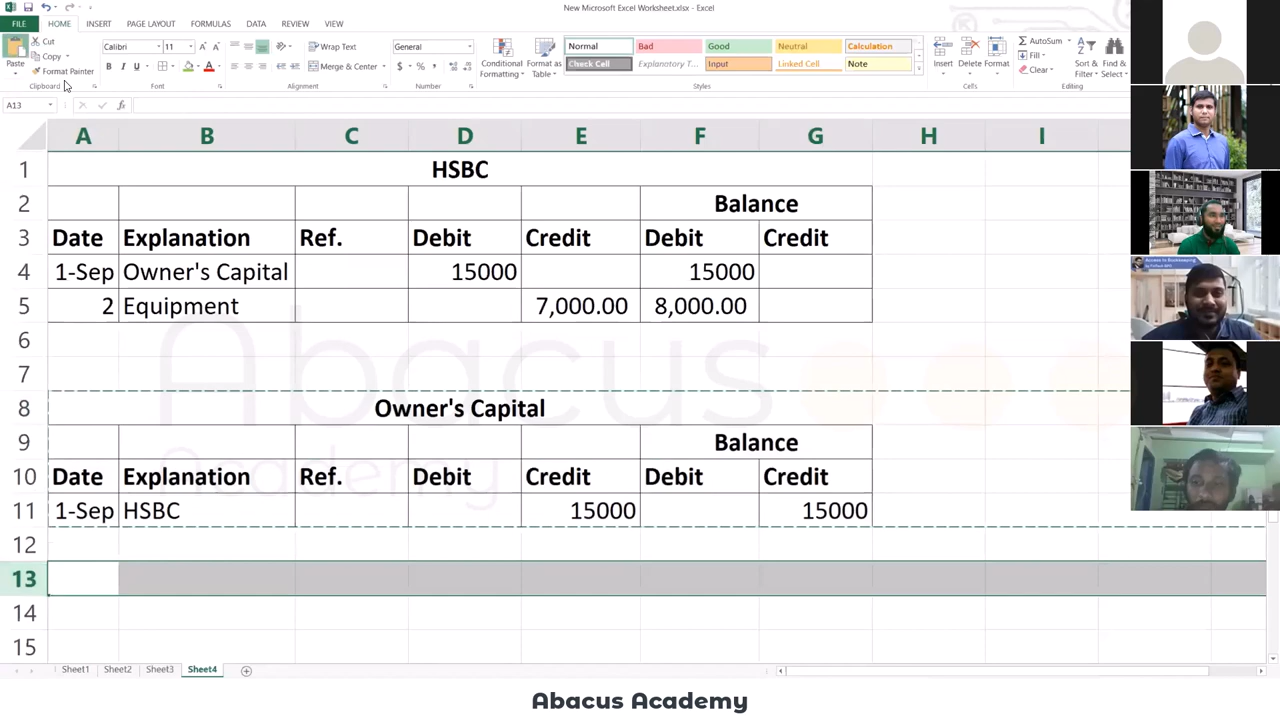 New Microsoft Excel Worksheet.xlsx - Excel
FILE HOME INSERT PAGE LAYOUT FORMULAS DATA REVIEW VIEW
Paste Cut Copy Format Painter Clipboard
Calibri 11 B I U Font
Wrap Text Merge & Center Alignment
General $ % Number
Conditional Formatting Format as Table
Normal Bad Good Neutral Calculation
Check Cell Explanatory T... Input Linked Cell Note
Styles
Insert Delete Format Cells
AutoSum Fill Clear Sort & Filter Find & Select Editing
A13
A B C D E F G H I
1 HSBC
2 Balance
3 Date Explanation Ref. Debit Credit Debit Credit
4 1-Sep Owner's Capital 15000 15000
5 2 Equipment 7,000.00 8,000.00
6
7
8 Owner's Capital
9 Balance
10 Date Explanation Ref. Debit Credit Debit Credit
11 1-Sep HSBC 15000 15000
12
13
14
15
Abacus
Academy
Access to Bookkeeping
Sheet1 Sheet2 Sheet3 Sheet4
Abacus Academy